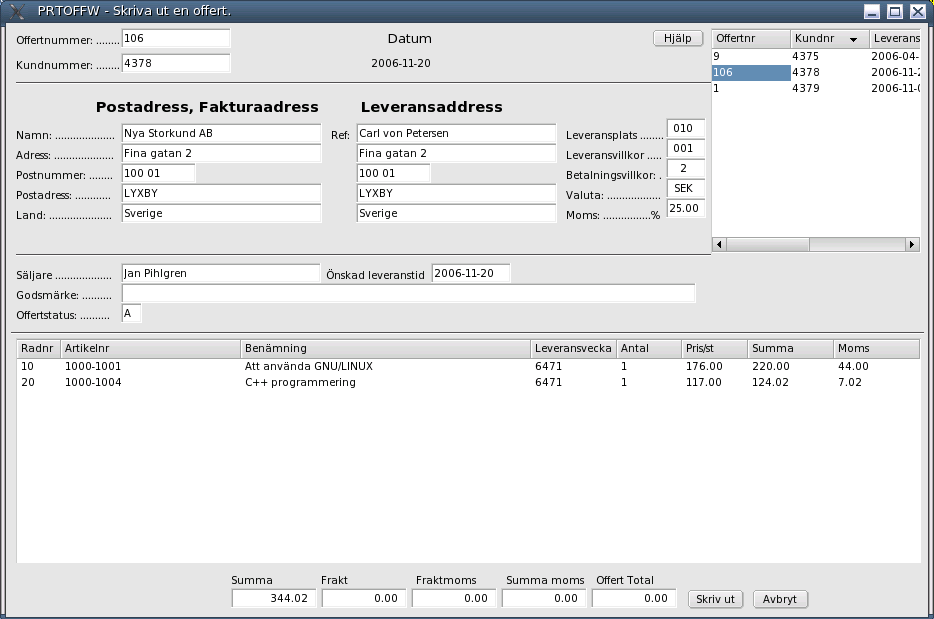 PRTOFFW - Skriva ut en offert.
Offertnummer: ........ 106 Datum Hjälp
Kundnummer: ........ 4378 2006-11-20
Offertnr Kundnr Leverans
9 4375 2006-04-
106 4378 2006-11-2
1 4379 2006-11-0
Postadress, Fakturaadress Leveransaddress
Namn: ................... Nya Storkund AB Ref: Carl von Petersen Leveransplats ........ 010
Adress: ................... Fina gatan 2 Fina gatan 2 Leveransvillkor ..... 001
Postnummer: ........ 100 01 100 01 Betalningsvillkor: . 2
Postadress: ............ LYXBY LYXBY Valuta: .................. SEK
Land: .................... Sverige Sverige Moms: ................% 25.00
Säljare ................... Jan Pihlgren Önskad leveranstid 2006-11-20
Godsmärke: ..........
Offertstatus: .......... A
Radnr Artikelnr Benämning Leveransvecka Antal Pris/st Summa Moms
10 1000-1001 Att använda GNU/LINUX 6471 1 176.00 220.00 44.00
20 1000-1004 C++ programmering 6471 1 117.00 124.02 7.02
Summa Frakt Fraktmoms Summa moms Offert Total
344.02 0.00 0.00 0.00 0.00 Skriv ut Avbryt